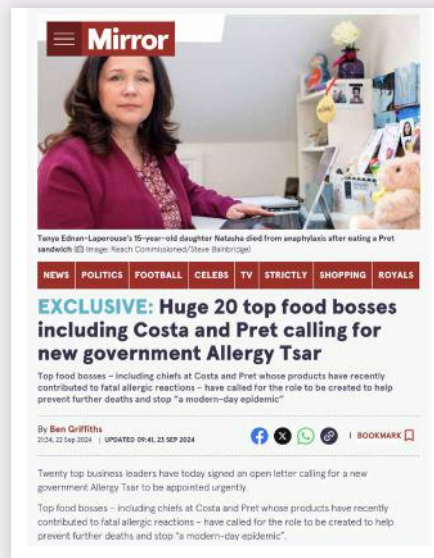 Mirror
Tanya Ednan-Laperouse's 15-year-old daughter Natasha died from anaphylaxis after eating a Pret
sandwich (Image: Reach Commissioned/Steve Bainbridge)
NEWS POLITICS FOOTBALL CELEBS TV STRICTLY SHOPPING ROYALS
EXCLUSIVE: Huge 20 top food bosses
including Costa and Pret calling for
new government Allergy Tsar
Top food bosses – including chiefs at Costa and Pret whose products have recently
contributed to fatal allergic reactions – have called for the role to be created to help
prevent further deaths and stop "a modern-day epidemic"
By Ben Griffiths
21:34, 22 Sep 2024 | UPDATED 09:41, 23 SEP 2024
| BOOKMARK
Twenty top business leaders have today signed an open letter calling for a new
government Allergy Tsar to be appointed urgently.
Top food bosses – including chiefs at Costa and Pret whose products have recently
contributed to fatal allergic reactions – have called for the role to be created to help
prevent further deaths and stop "a modern-day epidemic".